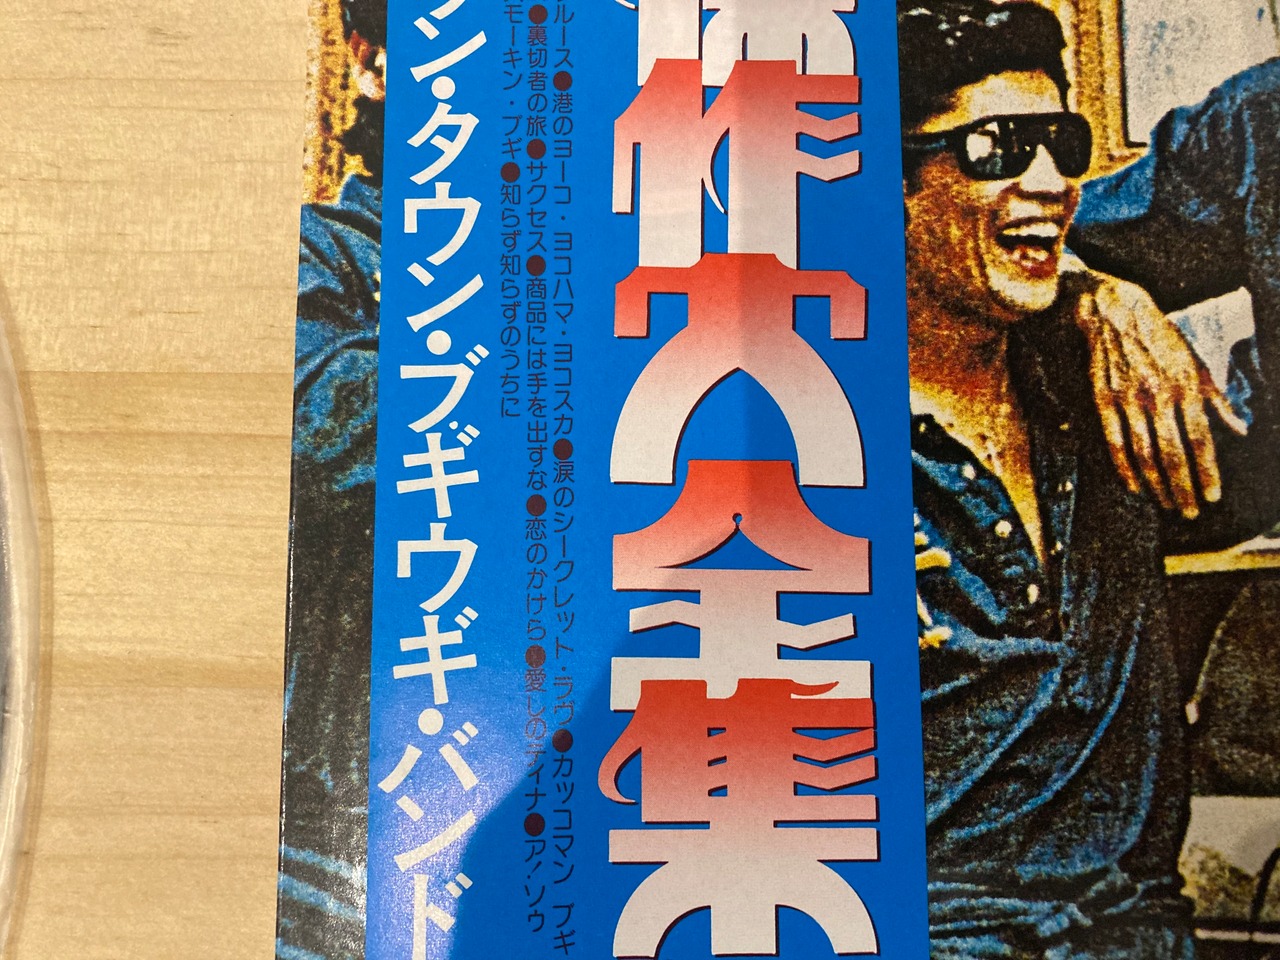 作大全集
ルース●港のヨーコ・ヨコハマ・ヨコスカ●涙のシークレット・ラヴ●カッコマン ブギ
●裏切者の旅●サクセス●商品には手を出すな●恋のかけら●愛しのティナ●ア!ソウ
スモーキン・ブギ●知らず知らずのうちに
ン・タウン・ブギウギ・バンド